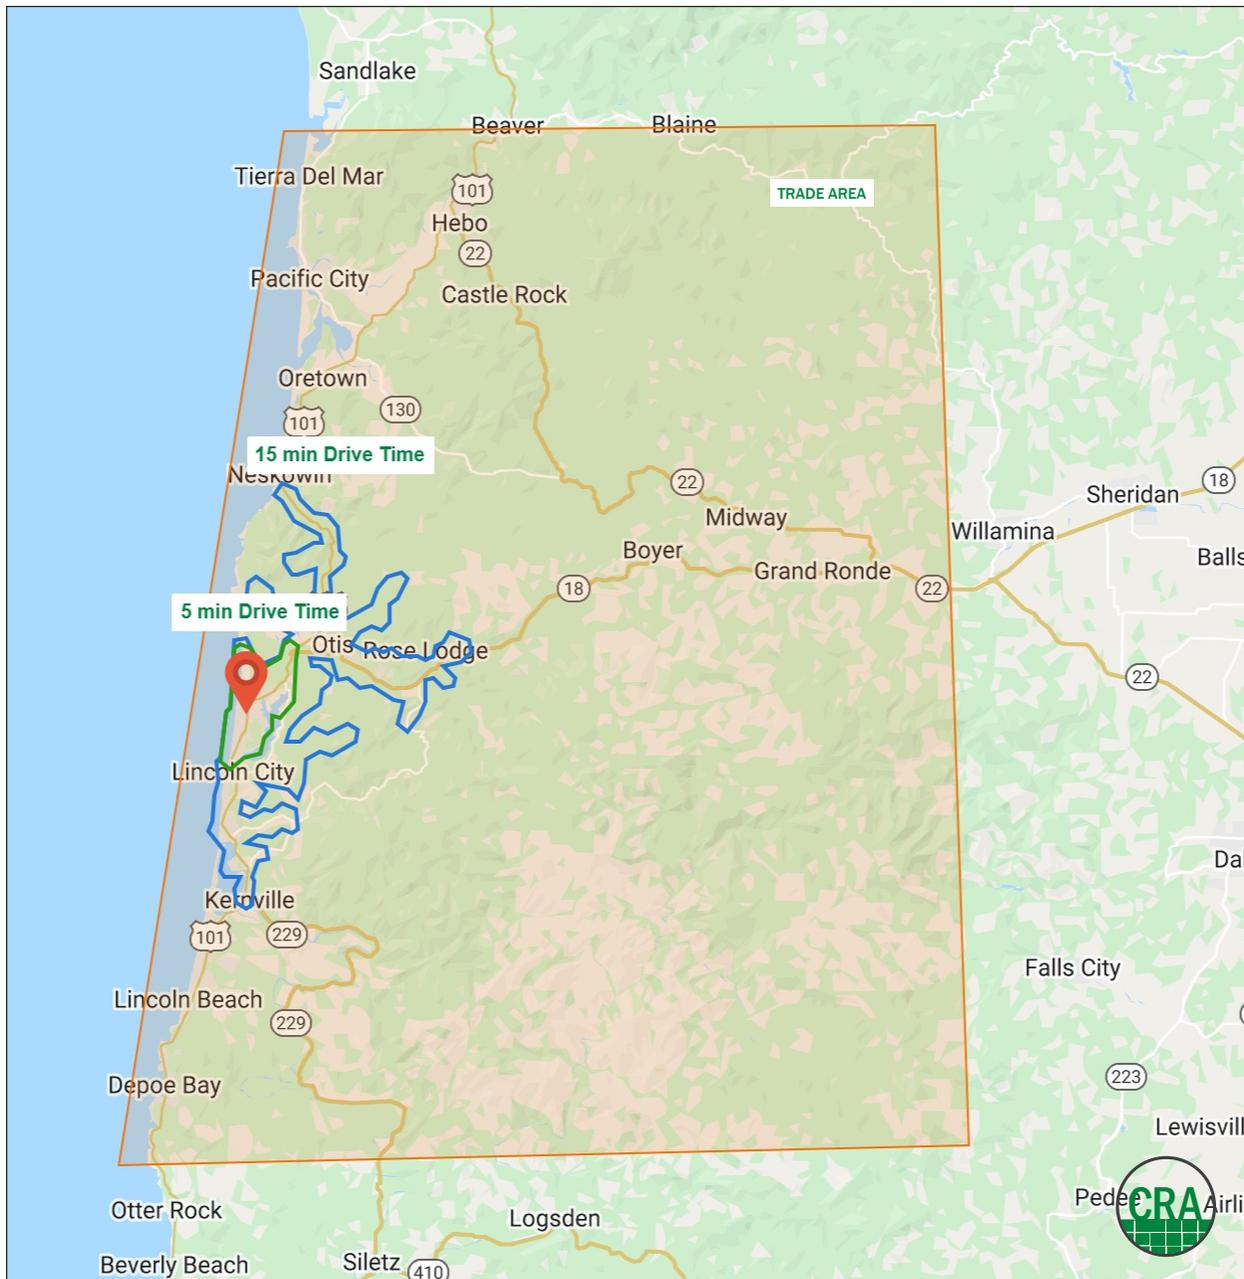 Sandlake
Beaver
Blaine
Tierra Del Mar
101
TRADE AREA
Hebo
22
Pacific City
Castle Rock
Oretown
130
101
15 min Drive Time
Neskowin
22
18
Sheridan
Midway
Willamina
Boyer
Balls
Grand Ronde
18
22
5 min Drive Time
Otis
Rose Lodge
22
Lincoln City
Dal
Kernville
101
229
Falls City
Lincoln Beach
229
Depoe Bay
223
Lewisvill
Pedee
CRA
Airli
Otter Rock
Logsden
Siletz
410
Beverly Beach